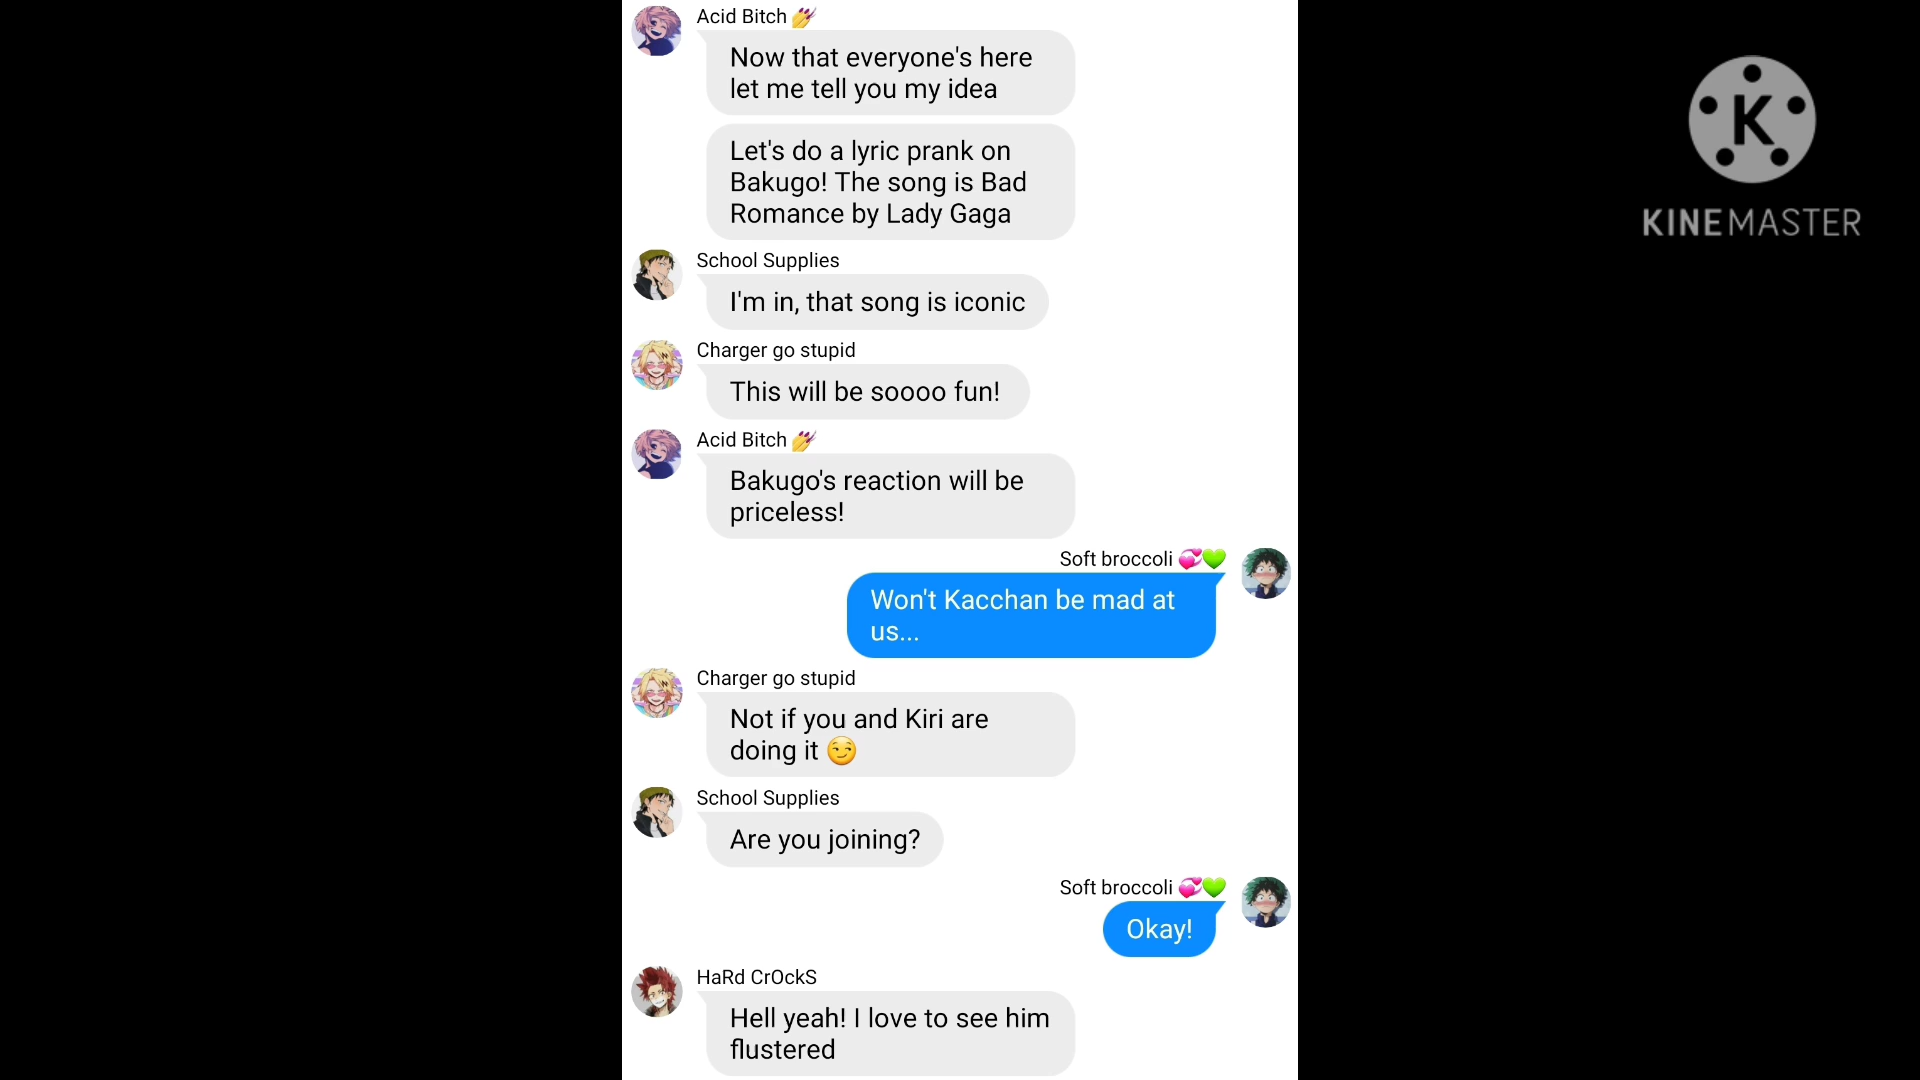 Acid Bitch 💅
Now that everyone's here
let me tell you my idea
Let's do a lyric prank on
Bakugo! The song is Bad
Romance by Lady Gaga
School Supplies
I'm in, that song is iconic
Charger go stupid
This will be soooo fun!
Acid Bitch 💅
Bakugo's reaction will be
priceless!
Soft broccoli 💞💚
Won't Kacchan be mad at
us...
Charger go stupid
Not if you and Kiri are
doing it 😏
School Supplies
Are you joining?
Soft broccoli 💞💚
Okay!
HaRd CrOckS
Hell yeah! I love to see him
flustered
K
KINEMASTER